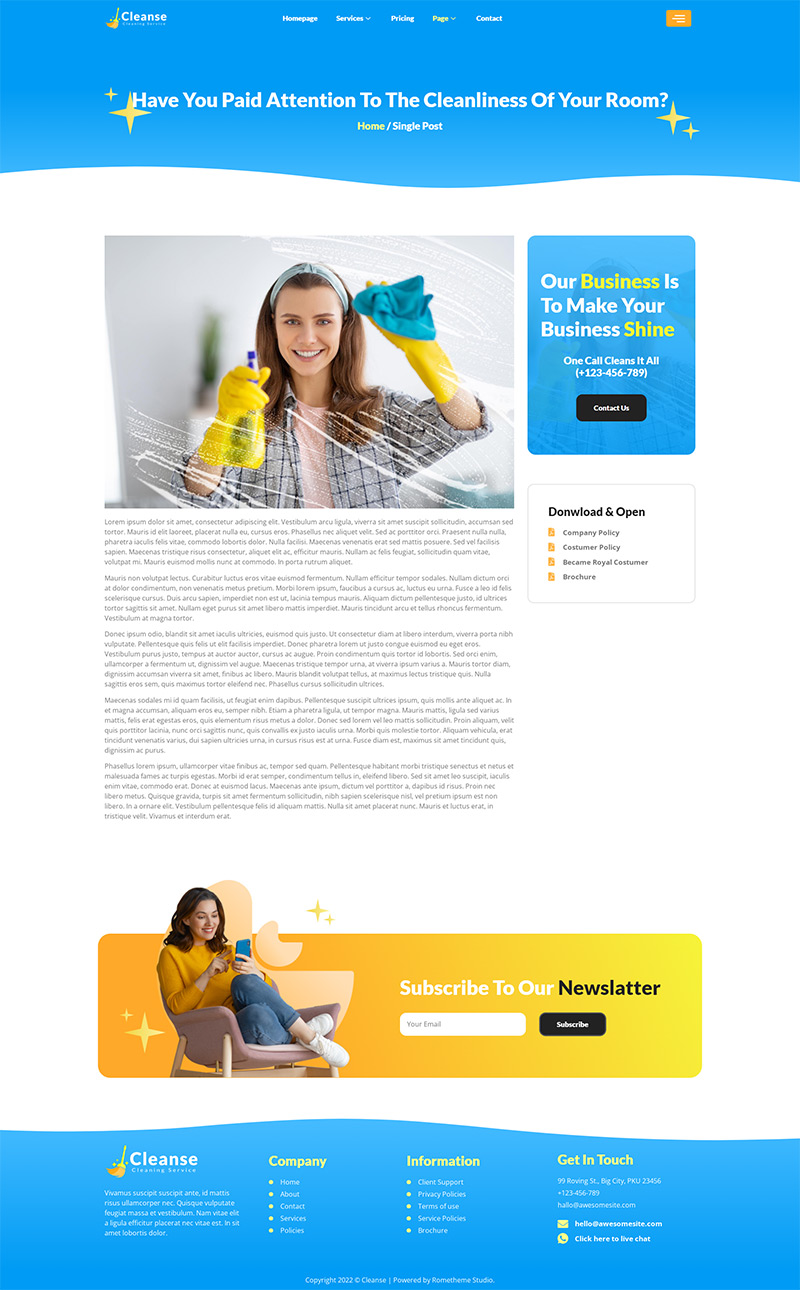 Cleanse
Cleaning Service
Homepage
Services
Pricing
Page
Contact
Have You Paid Attention To The Cleanliness Of Your Room?
Home / Single Post
Our Business Is
To Make Your
Business Shine
One Call Cleans It All
(+123-456-789)
Contact Us
Donwload & Open
Company Policy
Costumer Policy
Became Royal Costumer
Brochure
Lorem ipsum dolor sit amet, consectetur adipiscing elit. Vestibulum arcu ligula, viverra sit amet suscipit sollicitudin, accumsan sed
tortor. Mauris id elit laoreet, placerat nulla eu, cursus eros. Phasellus nec aliquet velit. Sed ac porttitor orci. Praesent nulla nulla,
pharetra iaculis felis vitae, commodo lobortis dolor. Nulla facilisi. Maecenas venenatis erat sed mattis posuere. Sed vel facilisis
sapien. Maecenas tristique risus consectetur, aliquet elit ac, efficitur mauris. Nullam ac felis feugiat, sollicitudin quam vitae,
volutpat mi. Mauris euismod mollis nunc at commodo. In porta rutrum aliquet.
Mauris non volutpat lectus. Curabitur luctus eros vitae euismod fermentum. Nullam efficitur tempor sodales. Nullam dictum orci
at dolor condimentum, non venenatis metus pretium. Morbi lorem ipsum, faucibus a cursus ac, luctus eu urna. Fusce a leo id felis
scelerisque cursus. Duis arcu sapien, imperdiet non est ut, lacinia tempus mauris. Aliquam dictum pellentesque justo, id ultrices
tortor sagittis sit amet. Nullam eget purus sit amet libero mattis imperdiet. Mauris tincidunt arcu et tellus rhoncus fermentum.
Vestibulum at magna tortor.
Donec ipsum odio, blandit sit amet iaculis ultricies, euismod quis justo. Ut consectetur diam at libero interdum, viverra porta nibh
vulputate. Pellentesque quis felis ut elit facilisis imperdiet. Donec pharetra lorem ut justo congue euismod eu eget eros.
Vestibulum purus justo, tempus at auctor auctor, cursus ac augue. Proin condimentum quis tortor id lobortis. Sed orci enim,
ullamcorper a fermentum ut, dignissim vel augue. Maecenas tristique tempor urna, at viverra ipsum varius a. Mauris tortor diam,
dignissim accumsan viverra sit amet, finibus ac libero. Mauris blandit volutpat tellus, at maximus lectus tristique quis. Nulla
sagittis eros sem, quis maximus tortor eleifend nec. Phasellus cursus sollicitudin ultrices.
Maecenas sodales mi id quam facilisis, ut feugiat enim dapibus. Pellentesque suscipit ultrices ipsum, quis mollis ante aliquet ac. In
et magna accumsan, aliquam eros eu, semper nibh. Etiam a pharetra ligula, ut tempor magna. Mauris mattis, ligula sed varius
mattis, felis erat egestas eros, quis elementum risus metus a dolor. Donec sed lorem vel leo mattis sollicitudin. Proin aliquam, velit
quis porttitor lacinia, nunc orci sagittis nunc, quis convallis ex justo iaculis urna. Morbi quis molestie tortor. Aliquam vehicula, erat
tincidunt venenatis varius, dui sapien ultricies urna, in cursus risus est at urna. Fusce diam est, maximus sit amet tincidunt quis,
dignissim ac purus.
Phasellus lorem ipsum, ullamcorper vitae finibus ac, tempor sed quam. Pellentesque habitant morbi tristique senectus et netus et
malesuada fames ac turpis egestas. Morbi id erat semper, condimentum tellus in, eleifend libero. Sed sit amet leo suscipit, iaculis
enim vitae, commodo erat. Donec at euismod lacus. Maecenas ante ipsum, dictum vel porttitor a, dapibus id risus. Proin nec
libero metus. Quisque gravida, turpis sit amet fermentum sollicitudin, nibh sapien scelerisque nisl, vel pretium ipsum est non
libero. In a ornare elit. Vestibulum pellentesque felis id aliquam mattis. Nulla sit amet placerat nunc. Mauris et luctus erat, in
tristique velit. Vivamus et interdum erat.
Subscribe To Our Newslatter
Your Email
Subscribe
Cleanse
Cleaning Service
Vivamus suscipit suscipit ante, id mattis
risus ullamcorper nec. Quisque vulputate
feugiat massa et vestibulum. Nam vitae elit
a ligula efficitur placerat nec vitae est. In sit
amet lobortis dolor.
Company
Home
About
Contact
Services
Policies
Information
Client Support
Privacy Policies
Terms of use
Service Policies
Brochure
Get In Touch
99 Roving St., Big City, PKU 23456
+123-456-789
hallo@awesomesite.com
hello@awesomesite.com
Click here to live chat
Copyright 2022 © Cleanse | Powered by Rometheme Studio.